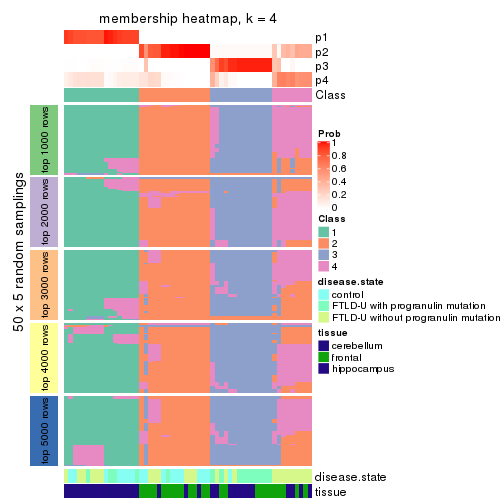 membership heatmap, k = 4
p1
p2
p3
p4
Class
50 x 5 random samplings
top 1000 rows
top 2000 rows
top 3000 rows
top 4000 rows
top 5000 rows
Prob
1
0.8
0.6
0.4
0.2
0
Class
1
2
3
4
disease.state
control
FTLD-U with progranulin mutation
FTLD-U without progranulin mutation
tissue
cerebellum
frontal
hippocampus
disease.state
tissue